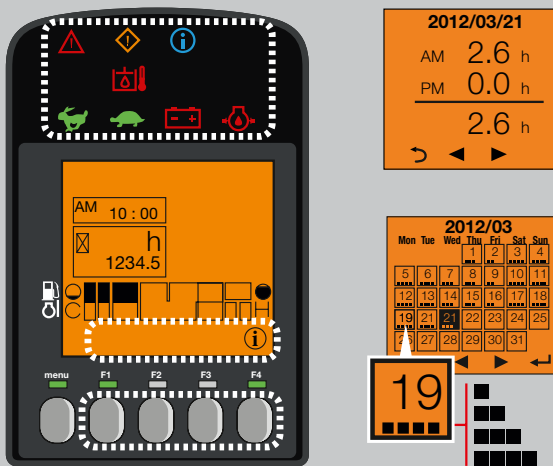 AM 10 : 00
h
1234.5
C H
i
menu F1 F2 F3 F4
2012/03/21
AM 2.6 h
PM 0.0 h
2.6 h
2012/03
Mon Tue Wed Thu Fri Sat Sun
1 2 3 4
5 6 7 8 9 10 11
12 13 14 15 16 17 18
19 21 21 22 23 24 25
26 27 28 29 30 31
19